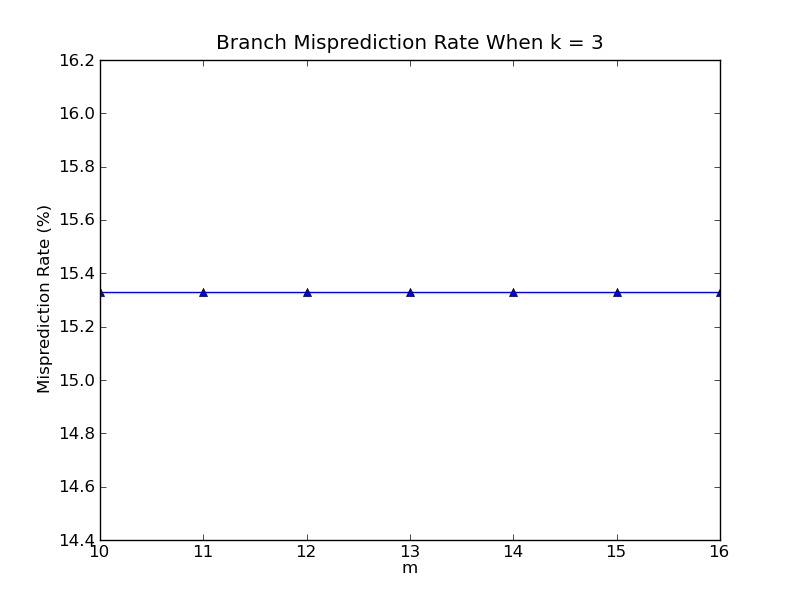 Branch Misprediction Rate When k = 3
Misprediction Rate (%)
16.2
16.0
15.8
15.6
15.4
15.2
15.0
14.8
14.6
14.4
10 11 12 13 14 15 16
m